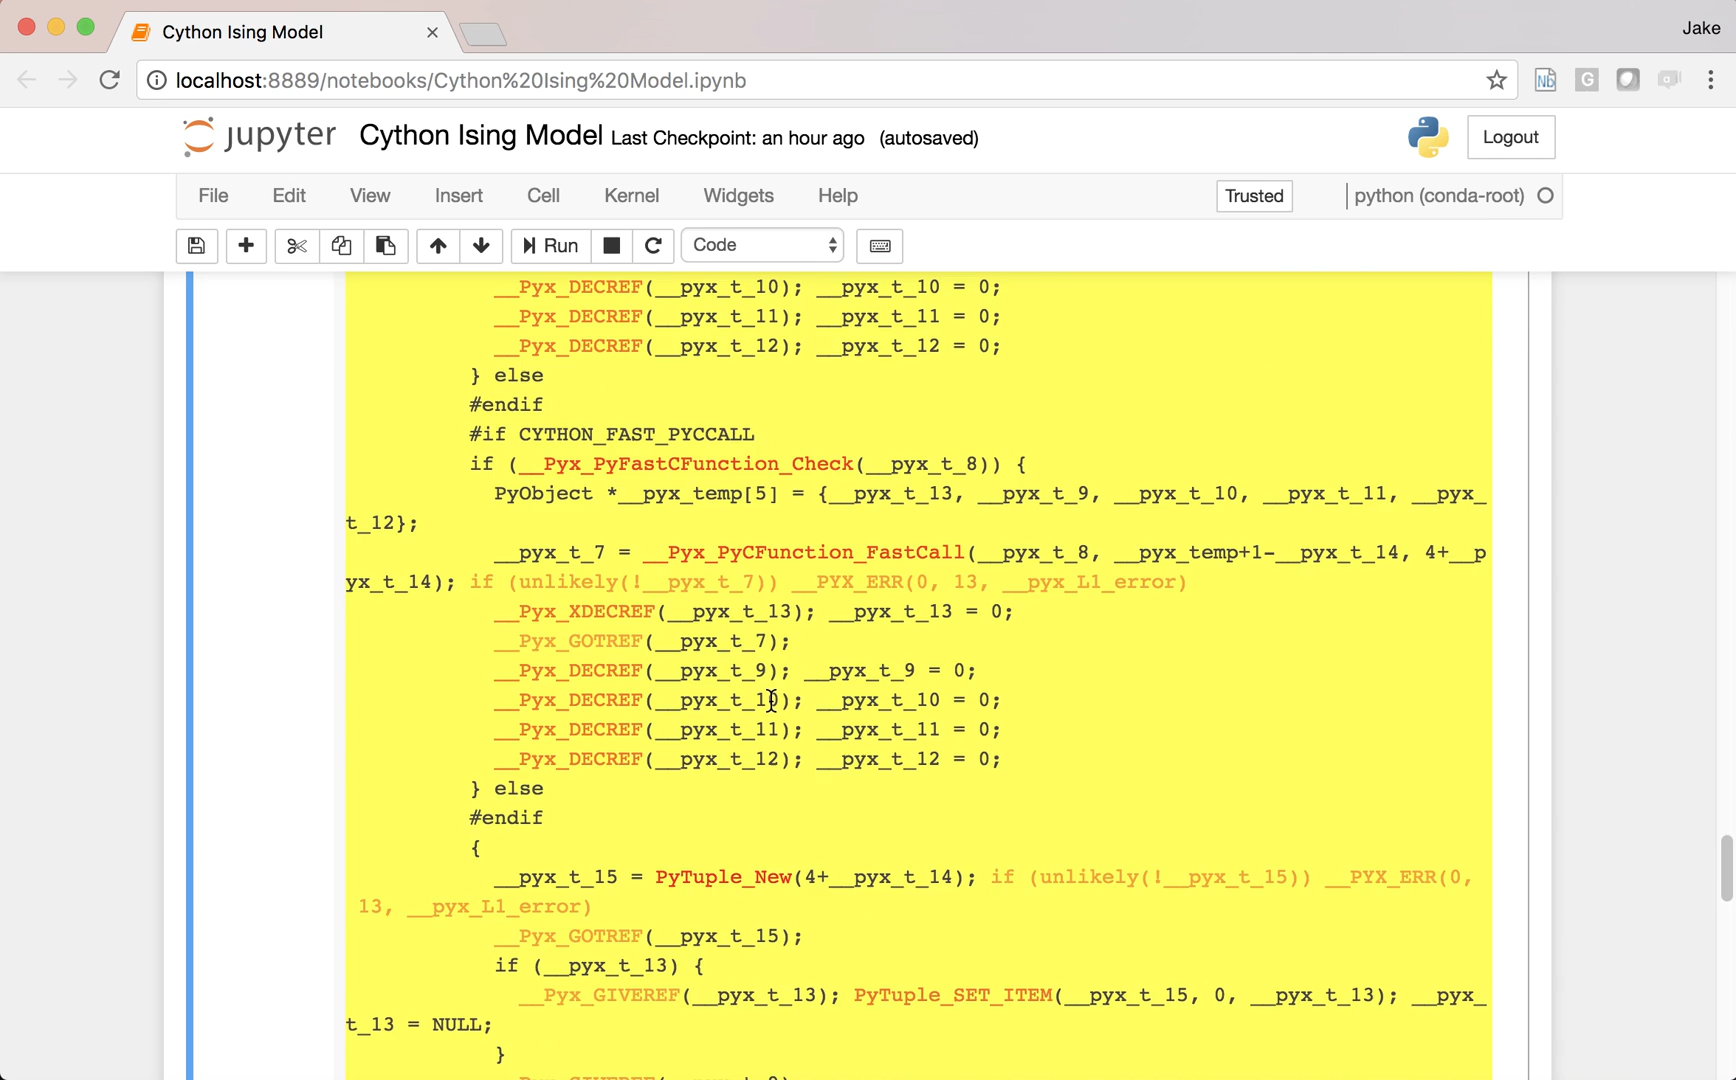 Cython Ising Model
Jake
localhost:8889/notebooks/Cython%20Ising%20Model.ipynb
jupyter Cython Ising Model Last Checkpoint: an hour ago (autosaved)
Logout
File Edit View Insert Cell Kernel Widgets Help Trusted python (conda-root)
Run Code
__Pyx_DECREF(__pyx_t_10); __pyx_t_10 = 0;
__Pyx_DECREF(__pyx_t_11); __pyx_t_11 = 0;
__Pyx_DECREF(__pyx_t_12); __pyx_t_12 = 0;
} else
#endif
#if CYTHON_FAST_PYCCALL
if (__Pyx_PyFastCFunction_Check(__pyx_t_8)) {
PyObject *__pyx_temp[5] = {__pyx_t_13, __pyx_t_9, __pyx_t_10, __pyx_t_11, __pyx_
t_12};
__pyx_t_7 = __Pyx_PyCFunction_FastCall(__pyx_t_8, __pyx_temp+1-__pyx_t_14, 4+__p
yx_t_14); if (unlikely(!__pyx_t_7)) __PYX_ERR(0, 13, __pyx_L1_error)
__Pyx_XDECREF(__pyx_t_13); __pyx_t_13 = 0;
__Pyx_GOTREF(__pyx_t_7);
__Pyx_DECREF(__pyx_t_9); __pyx_t_9 = 0;
__Pyx_DECREF(__pyx_t_10); __pyx_t_10 = 0;
__Pyx_DECREF(__pyx_t_11); __pyx_t_11 = 0;
__Pyx_DECREF(__pyx_t_12); __pyx_t_12 = 0;
} else
#endif
{
__pyx_t_15 = PyTuple_New(4+__pyx_t_14); if (unlikely(!__pyx_t_15)) __PYX_ERR(0,
13, __pyx_L1_error)
__Pyx_GOTREF(__pyx_t_15);
if (__pyx_t_13) {
__Pyx_GIVEREF(__pyx_t_13); PyTuple_SET_ITEM(__pyx_t_15, 0, __pyx_t_13); __pyx_
t_13 = NULL;
}